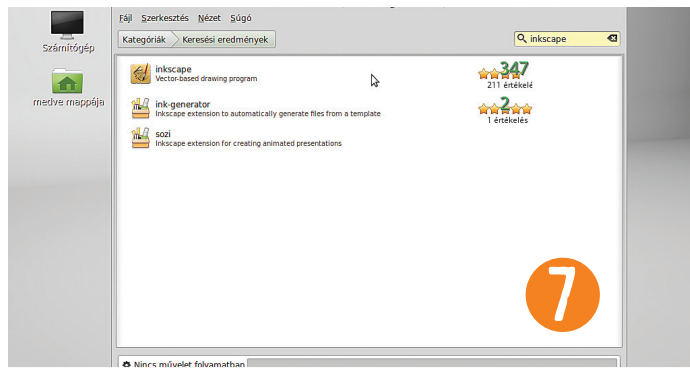 Fájl Szerkesztés Nézet Súgó
Számítógép
Kategóriák Keresési eredmények
inkscape
medve mappája
inkscape
Vector-based drawing program
347
211 értékelé
ink-generator
Inkscape extension to automatically generate files from a template
2
1 értékelés
sozi
Inkscape extension for creating animated presentations
7
Nincs művelet folyamatban